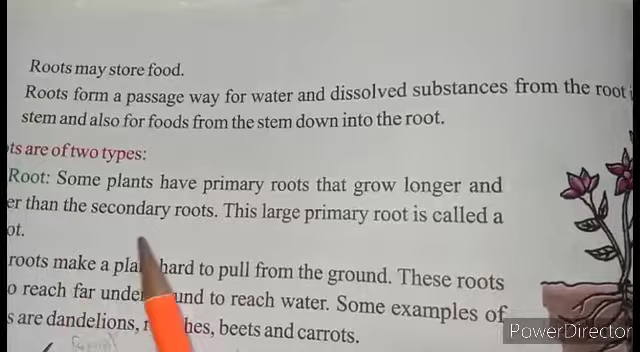 Roots may store food.
Roots form a passage way for water and dissolved substances from the root
stem and also for foods from the stem down into the root.
ts are of two types:
Root: Some plants have primary roots that grow longer and
er than the secondary roots. This large primary root is called a
ot.
roots make a pla hard to pull from the ground. These roots
o reach far unde und to reach water. Some examples of
s are dandelions, r hes, beets and carrots.
PowerDirector